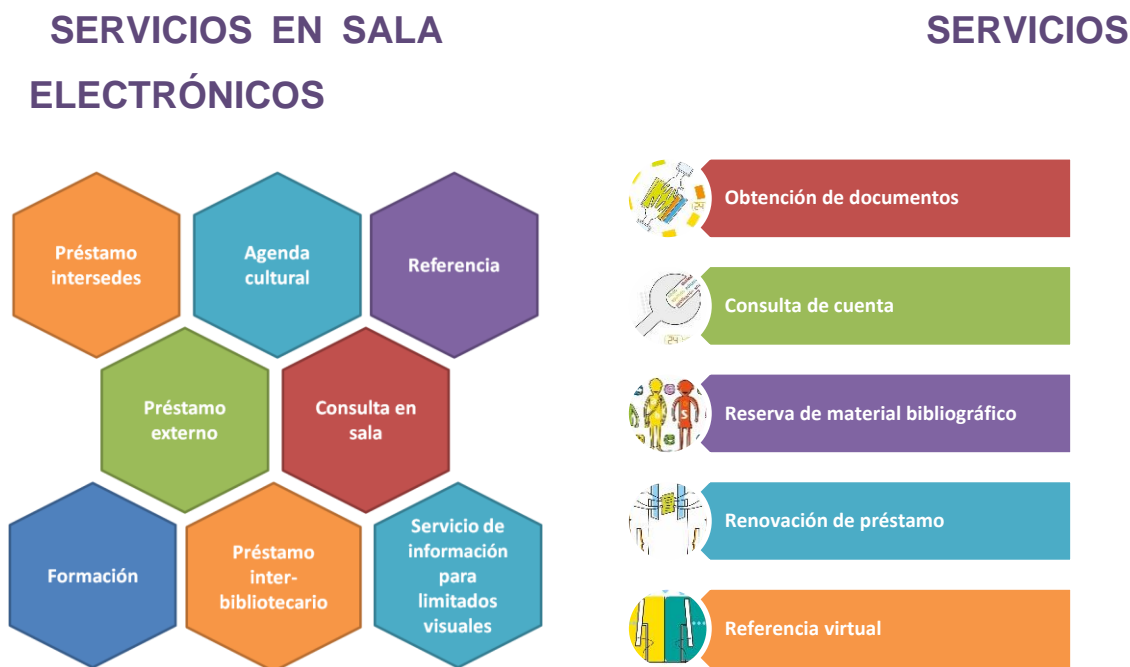 SERVICIOS EN SALA SERVICIOS
ELECTRÓNICOS
Préstamo
intersedes
Agenda
cultural
Referencia
Préstamo
externo
Consulta en
sala
Formación
Préstamo
inter-
bibliotecario
Servicio de
información
para
limitados
visuales
Obtención de documentos
24
Consulta de cuenta
24
Reserva de material bibliográfico
S
Renovación de préstamo
Referencia virtual